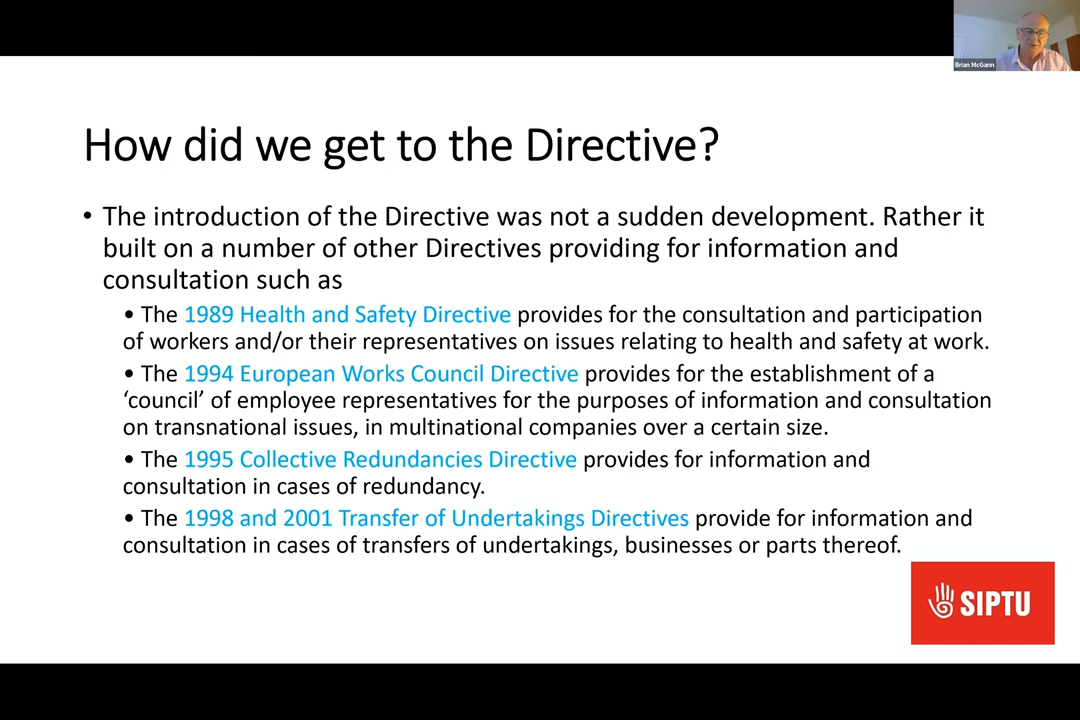 Brian McGann
How did we get to the Directive?
• The introduction of the Directive was not a sudden development. Rather it
built on a number of other Directives providing for information and
consultation such as
• The 1989 Health and Safety Directive provides for the consultation and participation
of workers and/or their representatives on issues relating to health and safety at work.
• The 1994 European Works Council Directive provides for the establishment of a
‘council’ of employee representatives for the purposes of information and consultation
on transnational issues, in multinational companies over a certain size.
• The 1995 Collective Redundancies Directive provides for information and
consultation in cases of redundancy.
• The 1998 and 2001 Transfer of Undertakings Directives provide for information and
consultation in cases of transfers of undertakings, businesses or parts thereof.
SIPTU